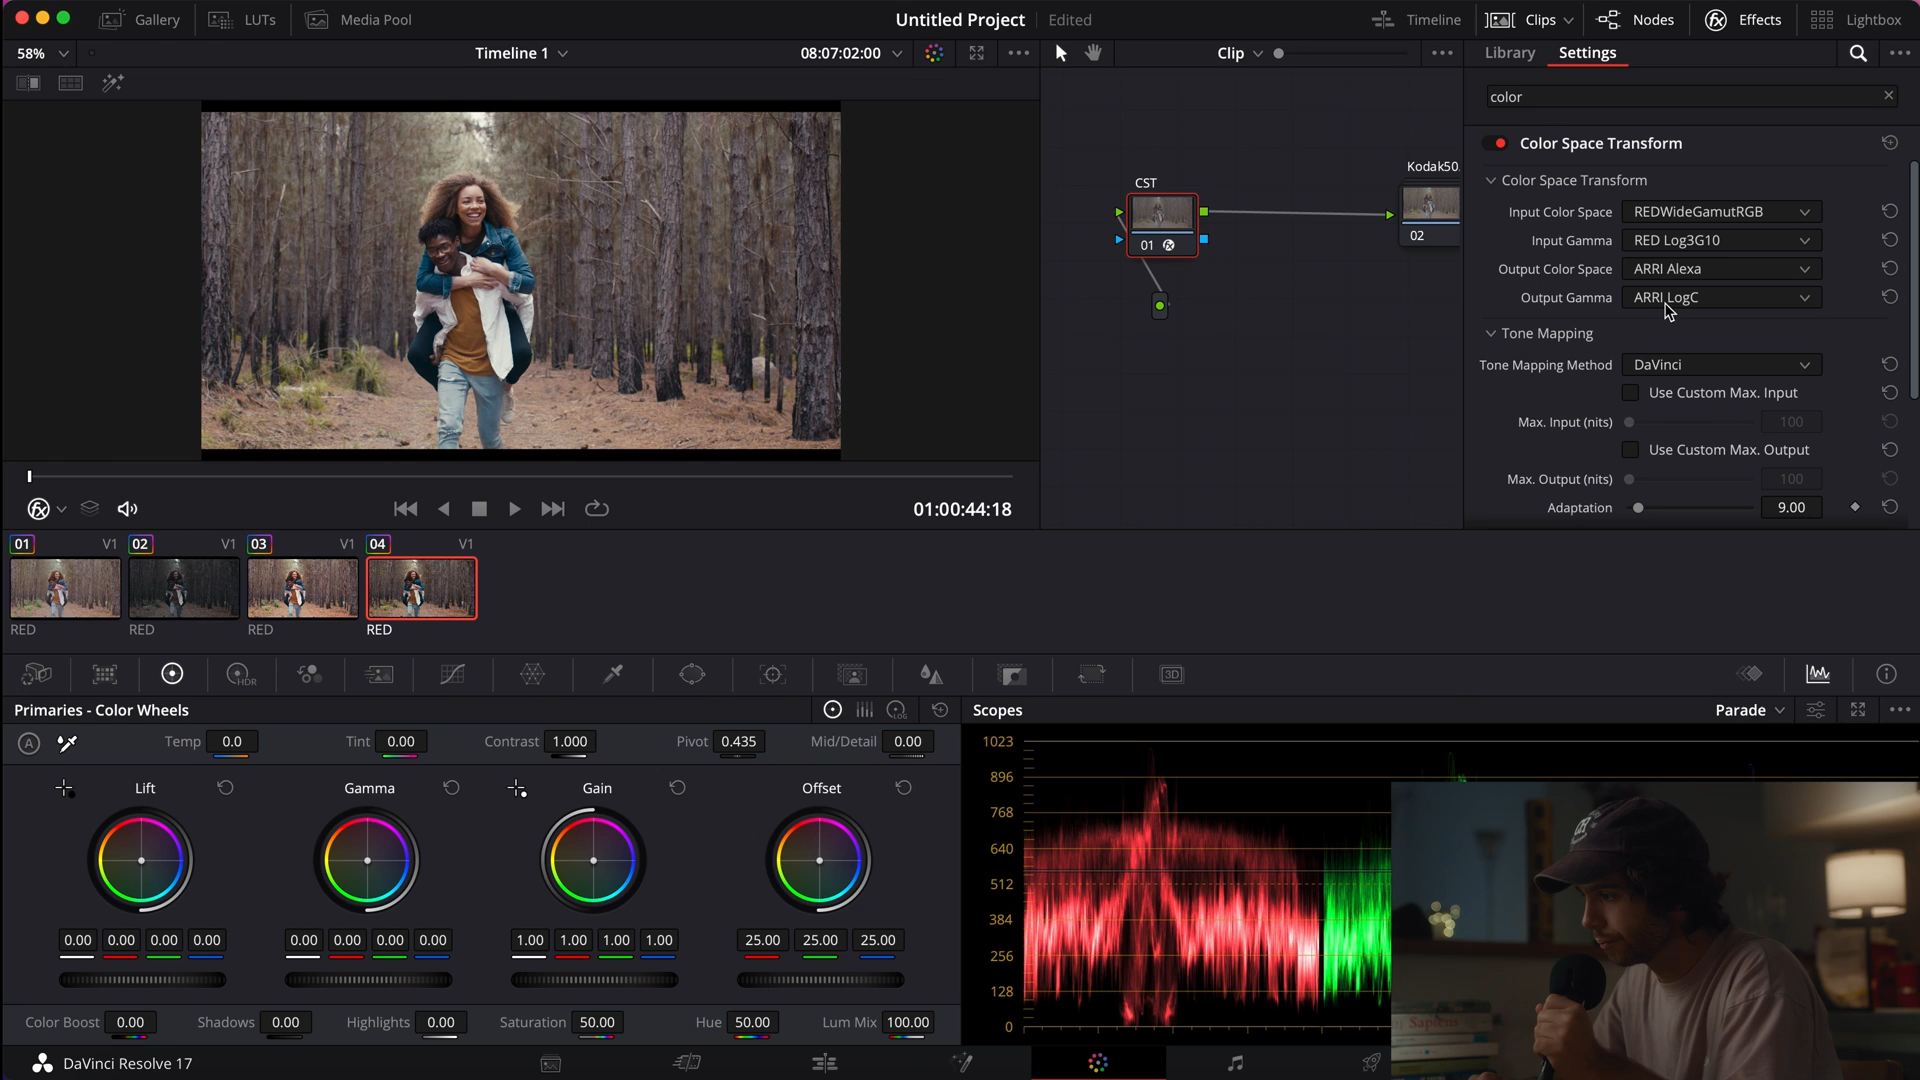 Gallery
LUTs
Media Pool
Untitled Project
Edited
Timeline
Clips
Nodes
Effects
Lightbox
58%
Timeline 1
08:07:02:00
Clip
Library
Settings
color
Color Space Transform
Color Space Transform
Input Color Space
REDWideGamutRGB
Input Gamma
RED Log3G10
Output Color Space
ARRI Alexa
Output Gamma
ARRI LogC
Tone Mapping
Tone Mapping Method
DaVinci
Use Custom Max. Input
Max. Input (nits)
100
Use Custom Max. Output
Max. Output (nits)
100
Adaptation
9.00
CST
01
Kodak50
02
01:00:44:18
01 V1
02 V1
03 V1
04 V1
RED
RED
RED
RED
HDR
3D
Primaries - Color Wheels
LOG
Scopes
Parade
A
Temp 0.0
Tint 0.00
Contrast 1.000
Pivot 0.435
Mid/Detail 0.00
Lift
Gamma
Gain
Offset
0.00 0.00 0.00 0.00
0.00 0.00 0.00 0.00
1.00 1.00 1.00 1.00
25.00 25.00 25.00
Color Boost 0.00
Shadows 0.00
Highlights 0.00
Saturation 50.00
Hue 50.00
Lum Mix 100.00
1023
896
768
640
512
384
256
128
0
Sapiens
DaVinci Resolve 17